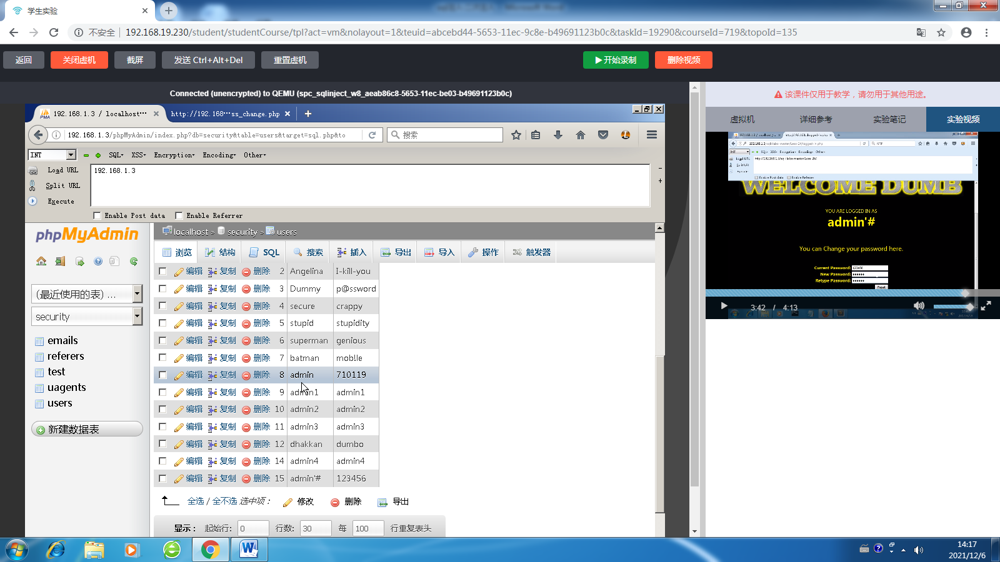 学生实验
不安全 192.168.19.230/student/studentCourse/tpl?act=vm&nolayout=1&teuid=abcebd44-5653-11ec-9c8e-b49691123b0c&taskId=19290&courseId=719&topoId=135
返回 关闭虚机 截屏 发送 Ctrl+Alt+Del 重置虚机 开始录制 删除视频
Connected (unencrypted) to QEMU (spc_sqlinject_w8_aeab86c8-5653-11ec-be03-b49691123b0c)
PMA 192.168.1.3 / localhost··· http://192.168···ss_change.php
192.168.1.3/phpMyAdmin/index.php?db=security&table=users&target=sql.php&to 搜索
INT SQL- XSS- Encryption- Encoding- Other-
Load URL 192.168.1.3
Split URL
Execute
Enable Post data Enable Referrer
phpMyAdmin
(最近使用的表) ...
security
emails
referers
test
uagents
users
新建数据表
localhost » security » users
浏览 结构 SQL 搜索 插入 导出 导入 操作 触发器
编辑 复制 删除 2 Angelina I-kill-you
编辑 复制 删除 3 Dummy p@ssword
编辑 复制 删除 4 secure crappy
编辑 复制 删除 5 stupid stupidity
编辑 复制 删除 6 superman genious
编辑 复制 删除 7 batman mob!le
编辑 复制 删除 8 admin 710119
编辑 复制 删除 9 admin1 admin1
编辑 复制 删除 10 admin2 admin2
编辑 复制 删除 11 admin3 admin3
编辑 复制 删除 12 dhakkan dumbo
编辑 复制 删除 14 admin4 admin4
编辑 复制 删除 15 admin'# 123456
全选 / 全不选 选中项： 修改 删除 导出
显示： 起始行: 0 行数: 30 每 100 行重复表头
该课件仅用于教学，请勿用于其他用途。
虚拟机 详细参考 实验笔记 实验视频
WELCOME DUMB
YOU ARE LOGGED IN AS
admin'#
You can Change your password here.
Current Password: 123456
New Password: ••••••
Retype Password: ••••••
Reset
3:42 / 4:13
14:17
2021/12/6